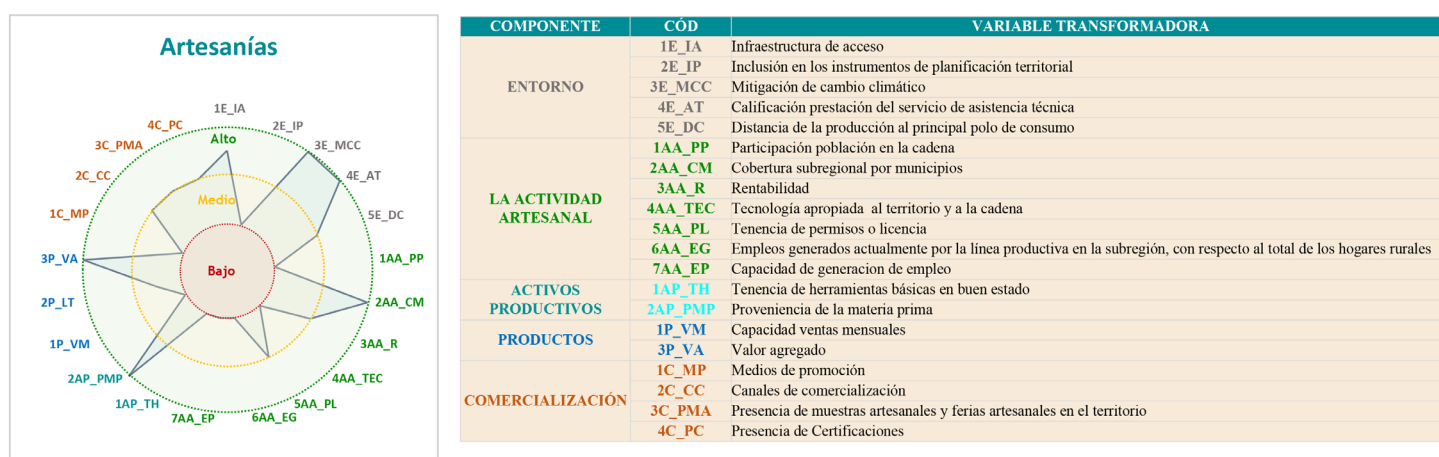 Artesanías
1E_IA
2E_IP
3E_MCC
4E_AT
5E_DC
1AA_PP
2AA_CM
3AA_R
4AA_TEC
5AA_PL
6AA_EG
7AA_EP
1AP_TH
2AP_PMP
1P_VM
2P_LT
3P_VA
1C_MP
2C_CC
3C_PMA
4C_PC
Alto
Medio
Bajo
COMPONENTE CÓD VARIABLE TRANSFORMADORA
ENTORNO
1E_IA Infraestructura de acceso
2E_IP Inclusión en los instrumentos de planificación territorial
3E_MCC Mitigación de cambio climático
4E_AT Calificación prestación del servicio de asistencia técnica
5E_DC Distancia de la producción al principal polo de consumo
LA ACTIVIDAD
ARTESANAL
1AA_PP Participación población en la cadena
2AA_CM Cobertura subregional por municipios
3AA_R Rentabilidad
4AA_TEC Tecnología apropiada al territorio y a la cadena
5AA_PL Tenencia de permisos o licencia
6AA_EG Empleos generados actualmente por la línea productiva en la subregión, con respecto al total de los hogares rurales
7AA_EP Capacidad de generacion de empleo
ACTIVOS
PRODUCTIVOS
1AP_TH Tenencia de herramientas básicas en buen estado
2AP_PMP Proveniencia de la materia prima
PRODUCTOS
1P_VM Capacidad ventas mensuales
3P_VA Valor agregado
COMERCIALIZACIÓN
1C_MP Medios de promoción
2C_CC Canales de comercialización
3C_PMA Presencia de muestras artesanales y ferias artesanales en el territorio
4C_PC Presencia de Certificaciones